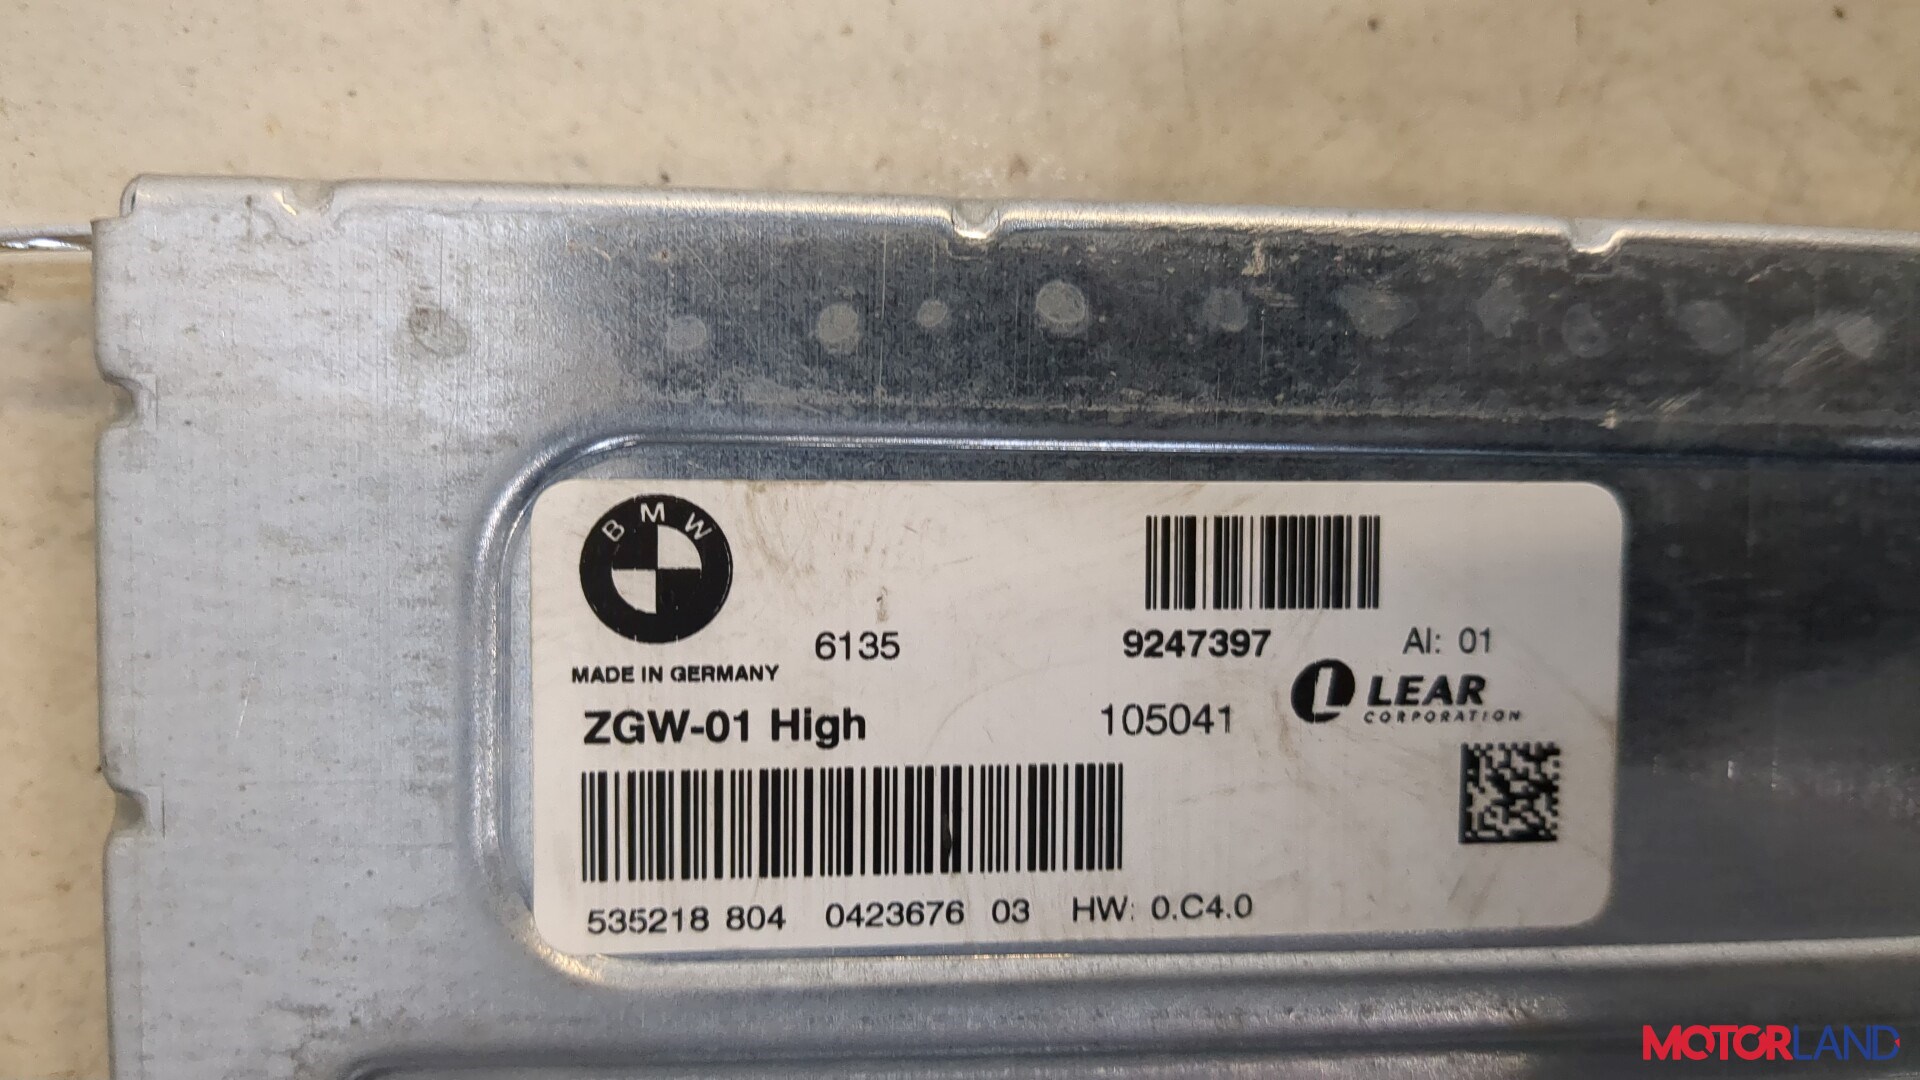 BMW
6135
9247397 AI: 01
MADE IN GERMANY
ZGW-01 High
105041
LEAR
CORPORATION
535218 804 0423676 03 HW: 0.C4.0
MOTORLAND